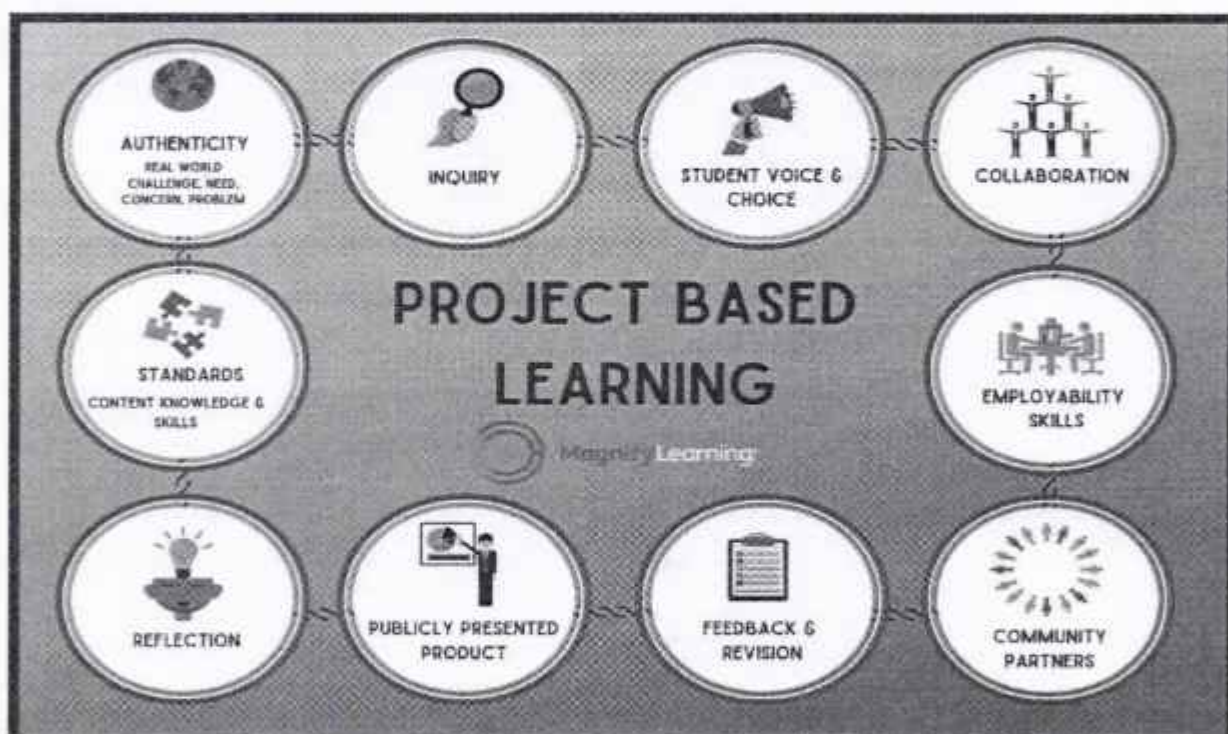 AUTHENTICITY
REAL WORLD
CHALLENGE, NEED,
CONCERN, PROBLEM
INQUIRY
STUDENT VOICE &
CHOICE
COLLABORATION
PROJECT BASED
LEARNING
Magnify Learning
STANDARDS
CONTENT KNOWLEDGE &
SKILLS
EMPLOYABILITY
SKILLS
REFLECTION
PUBLICLY PRESENTED
PRODUCT
FEEDBACK &
REVISION
COMMUNITY
PARTNERS